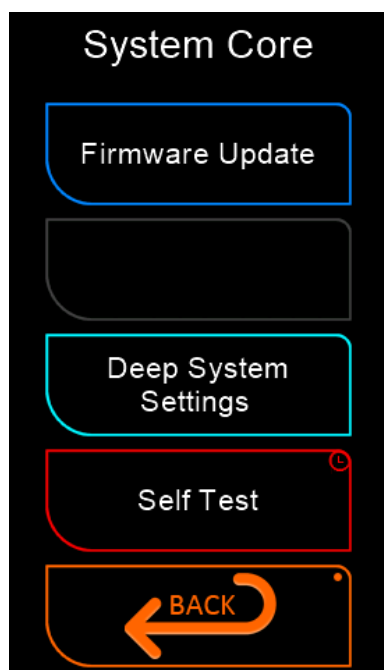 System Core
Firmware Update
Deep System
Settings
Self Test
BACK